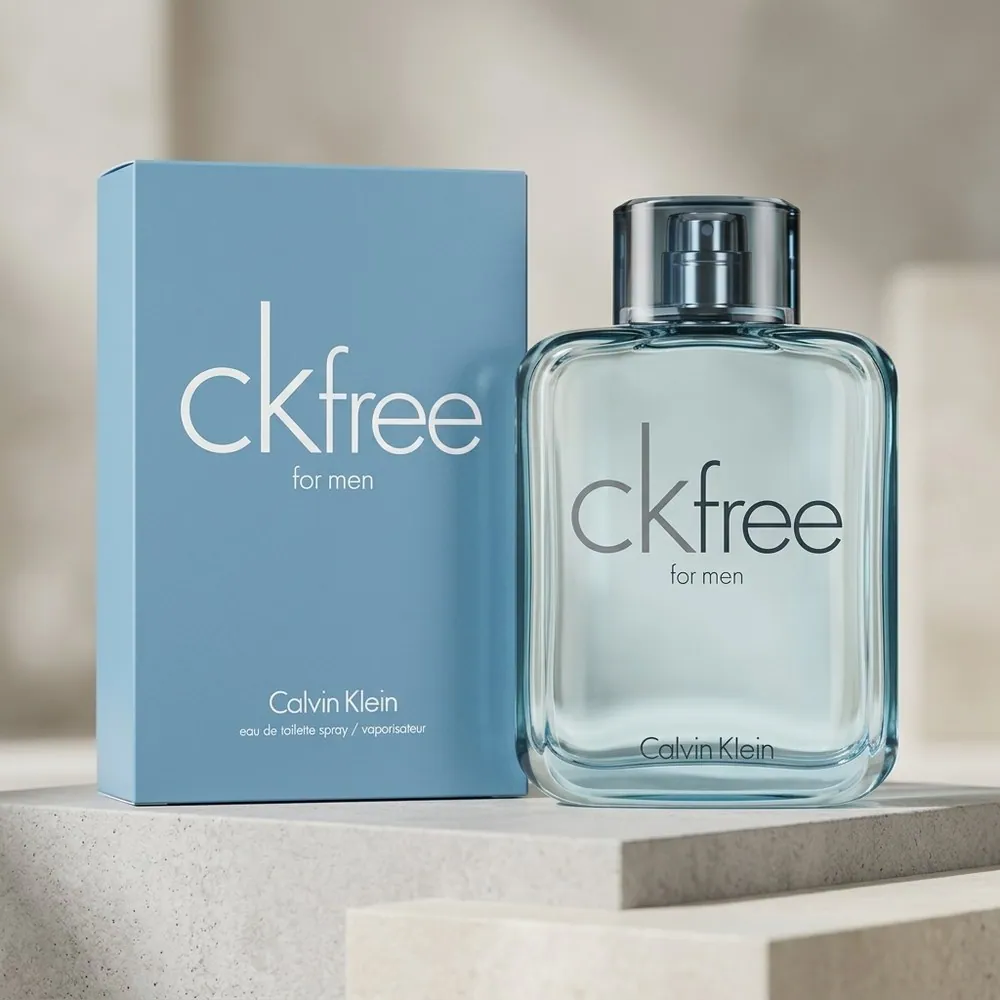 ckfree
for men
Calvin Klein
eau de toilette spray / vaporisateur
ckfree
for men
Calvin Klein